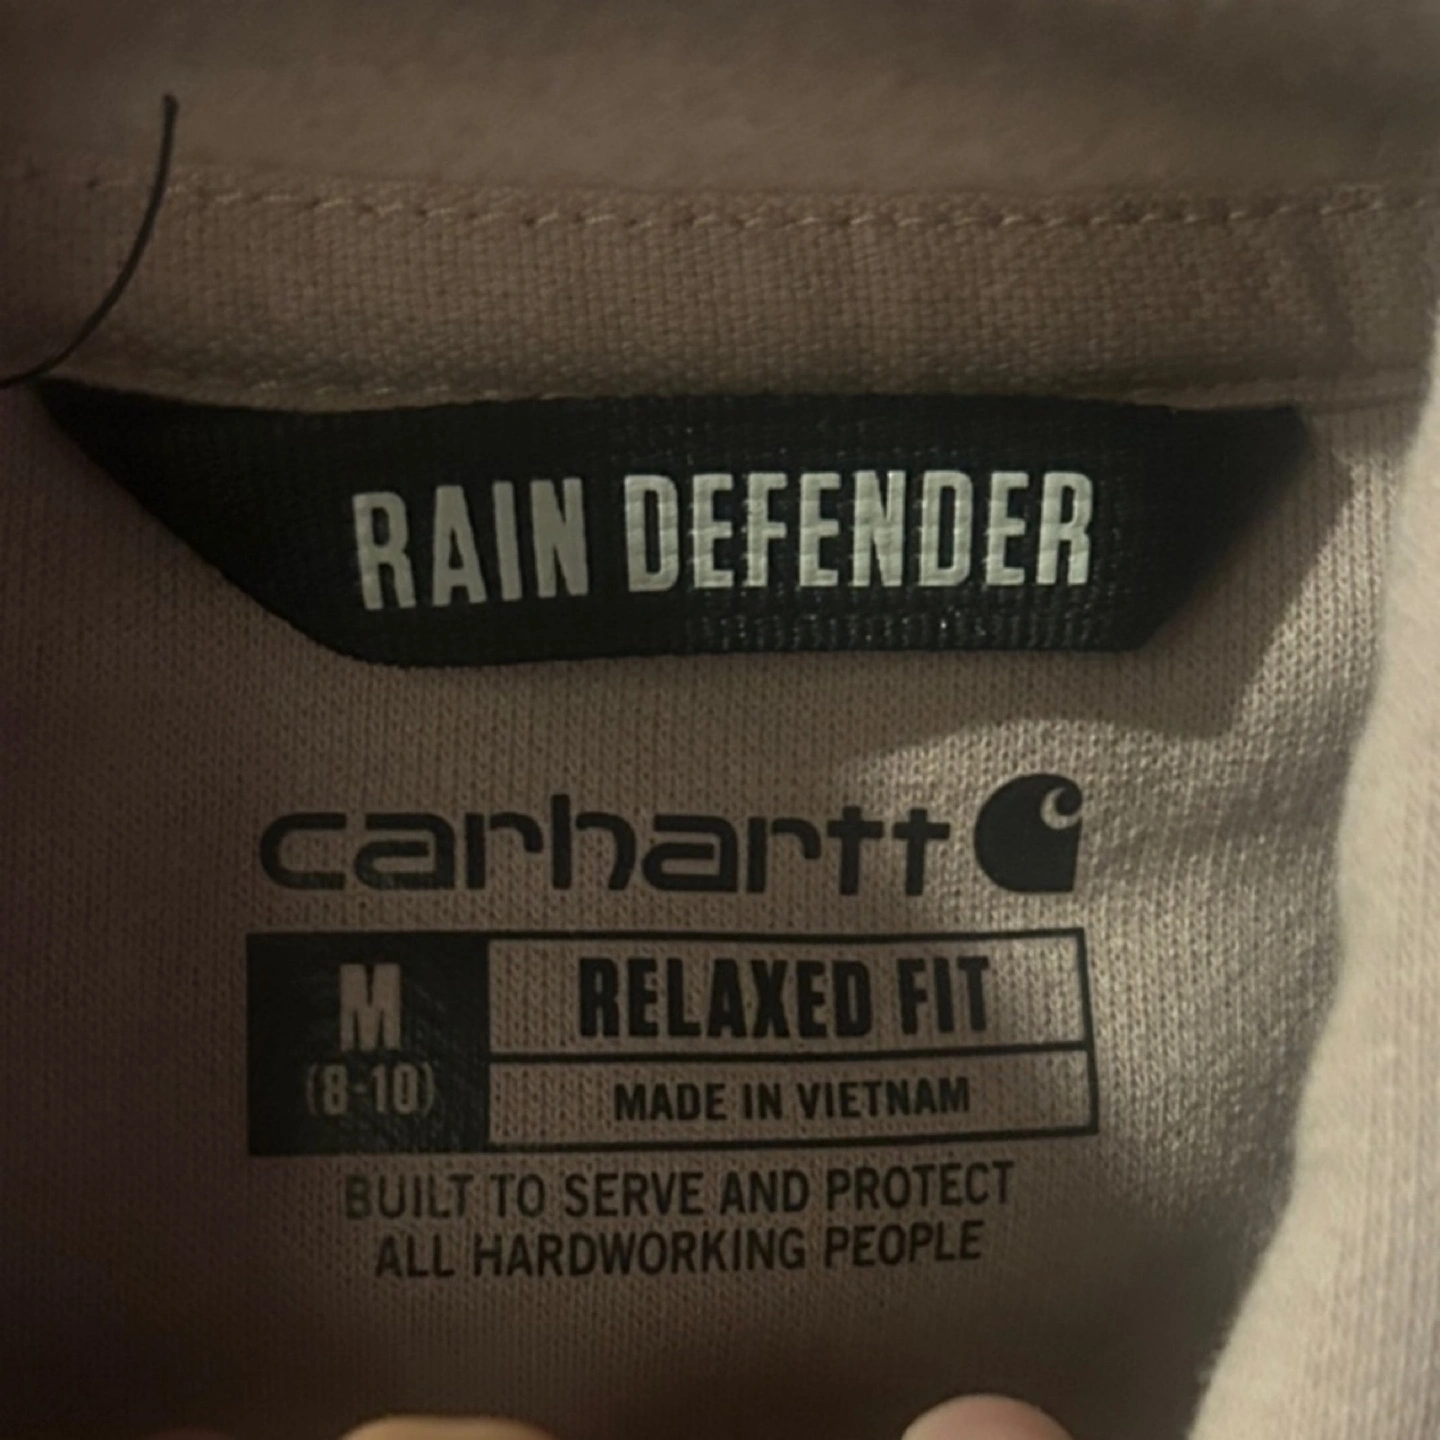 RAIN DEFENDER
carhartt
M
(8-10)
RELAXED FIT
MADE IN VIETNAM
BUILT TO SERVE AND PROTECT
ALL HARDWORKING PEOPLE